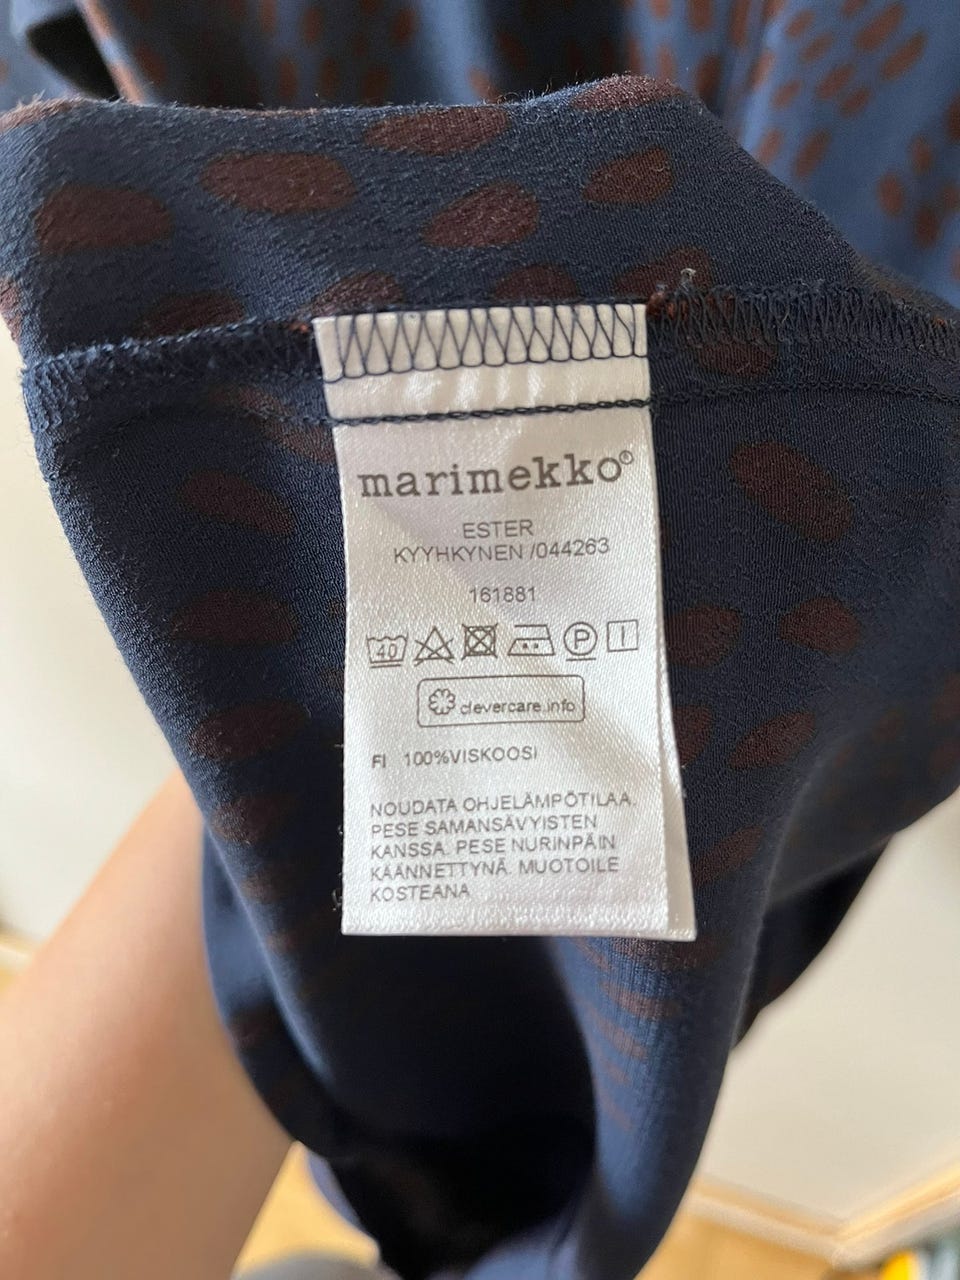 marimekko®
ESTER
KYYHKYNEN /044263
161881
40 P
clevercare.info
FI 100%VISKOOSI
NOUDATA OHJELÄMPÖTILAA.
PESE SAMANSÄVYISTEN
KANSSA. PESE NURINPÄIN
KÄÄNNETTYNÄ. MUOTOILE
KOSTEANA